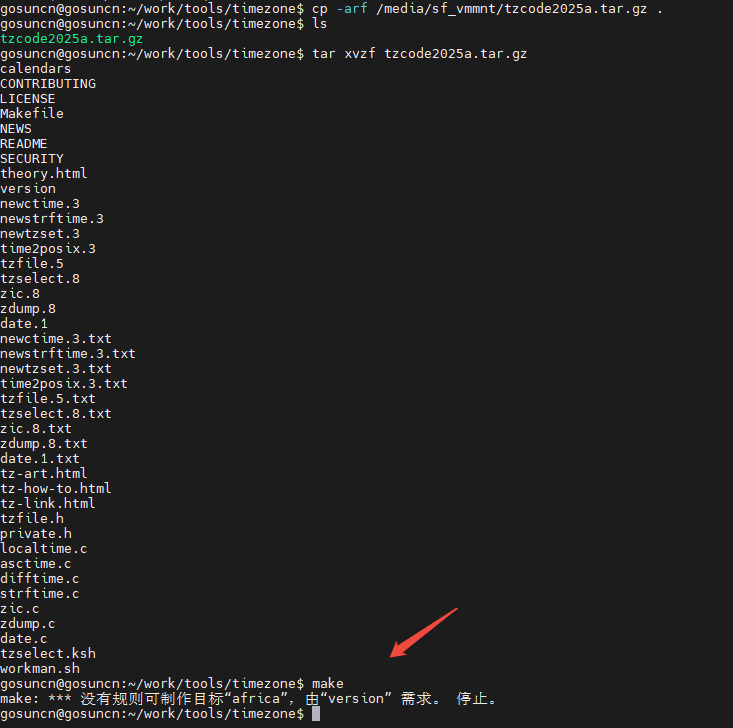 gosuncn@gosuncn:~/work/tools/timezone$ cp -arf /media/sf_vmmnt/tzcode2025a.tar.gz .
gosuncn@gosuncn:~/work/tools/timezone$ ls
tzcode2025a.tar.gz
gosuncn@gosuncn:~/work/tools/timezone$ tar xvzf tzcode2025a.tar.gz
calendars
CONTRIBUTING
LICENSE
Makefile
NEWS
README
SECURITY
theory.html
version
newctime.3
newstrftime.3
newtzset.3
time2posix.3
tzfile.5
tzselect.8
zic.8
zdump.8
date.1
newctime.3.txt
newstrftime.3.txt
newtzset.3.txt
time2posix.3.txt
tzfile.5.txt
tzselect.8.txt
zic.8.txt
zdump.8.txt
date.1.txt
tz-art.html
tz-how-to.html
tz-link.html
tzfile.h
private.h
localtime.c
asctime.c
difftime.c
strftime.c
zic.c
zdump.c
date.c
tzselect.ksh
workman.sh
gosuncn@gosuncn:~/work/tools/timezone$ make
make: *** 没有规则可制作目标“africa”，由“version” 需求。 停止。
gosuncn@gosuncn:~/work/tools/timezone$